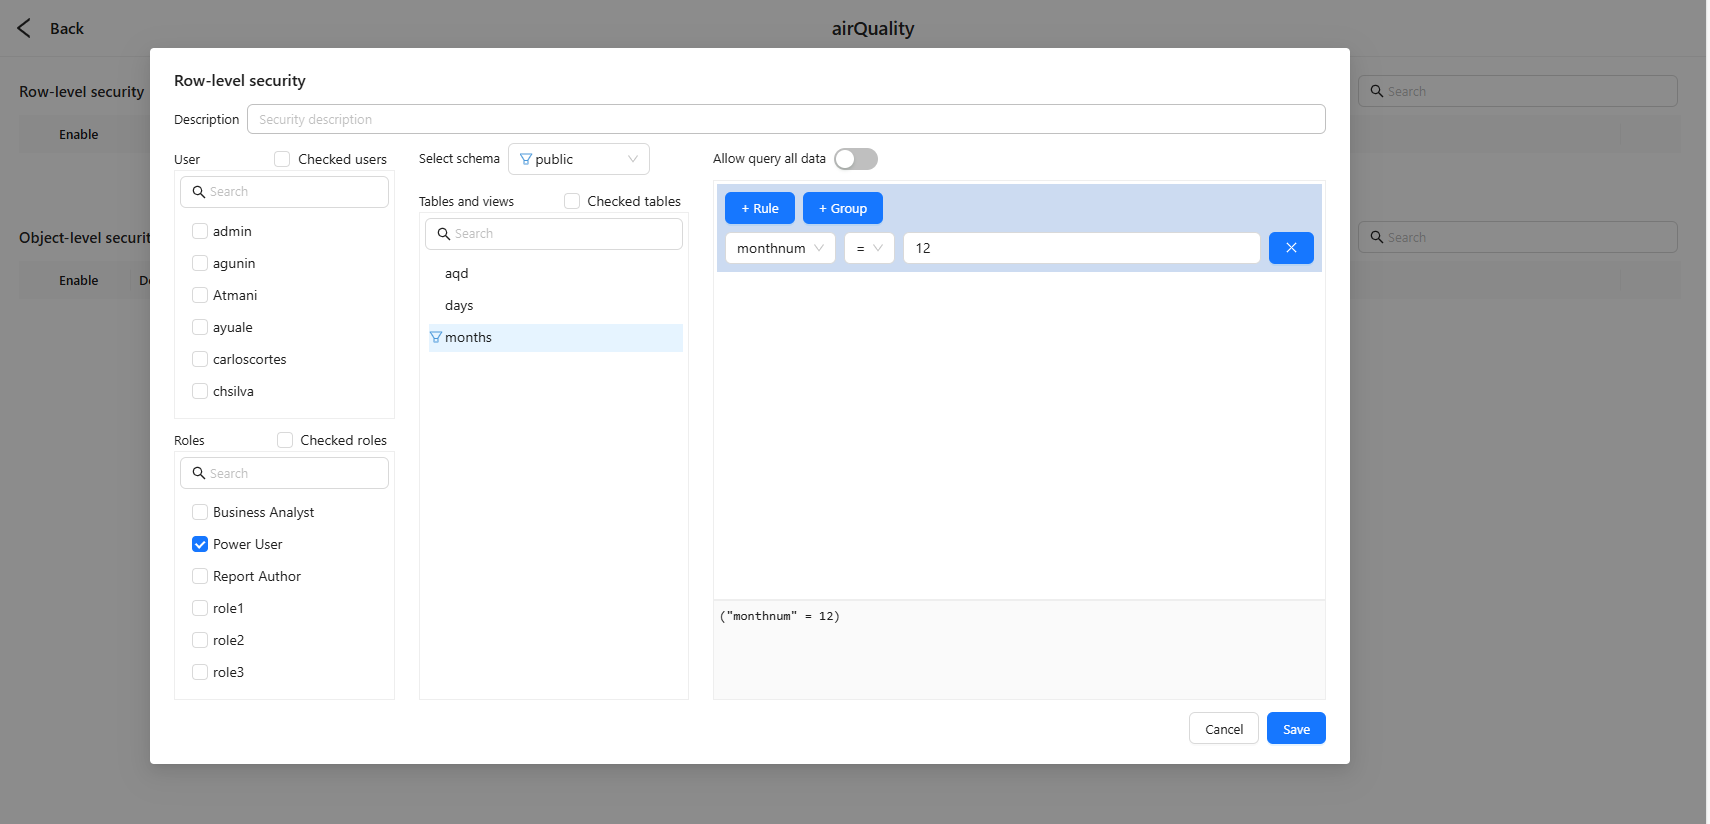 Back
airQuality
Row-level security
Search
Enable
Object-level securit
Search
Enable
Row-level security
Description
Security description
User
Checked users
Search
admin
agunin
Atmani
ayuale
carloscortes
chsilva
Roles
Checked roles
Search
Business Analyst
Power User
Report Author
role1
role2
role3
Select schema
public
Tables and views
Checked tables
Search
aqd
days
months
Allow query all data
+ Rule
+ Group
monthnum
=
12
("monthnum" = 12)
Cancel
Save